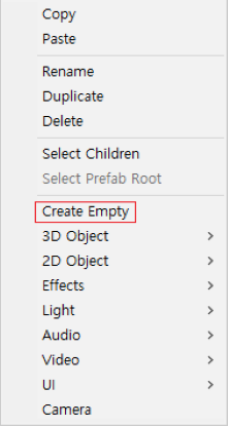 Copy
Paste
Rename
Duplicate
Delete
Select Children
Select Prefab Root
Create Empty
3D Object
2D Object
Effects
Light
Audio
Video
UI
Camera